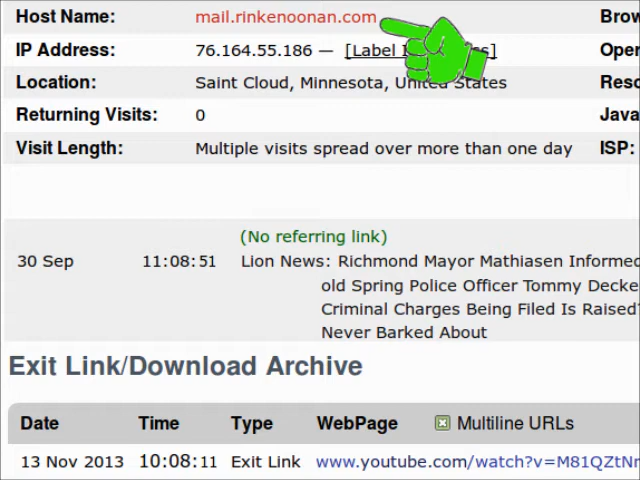 Host Name: mail.rinkenoonan.com Brow
IP Address: 76.164.55.186 — [Label I s] Oper
Location: Saint Cloud, Minnesota, United States Reso
Returning Visits: 0 Java
Visit Length: Multiple visits spread over more than one day ISP:
(No referring link)
30 Sep 11:08:51 Lion News: Richmond Mayor Mathiasen Informed
old Spring Police Officer Tommy Decke
Criminal Charges Being Filed Is Raised?
Never Barked About
Exit Link/Download Archive
Date Time Type WebPage Multiline URLs
13 Nov 2013 10:08:11 Exit Link www.youtube.com/watch?v=M81QZtNr